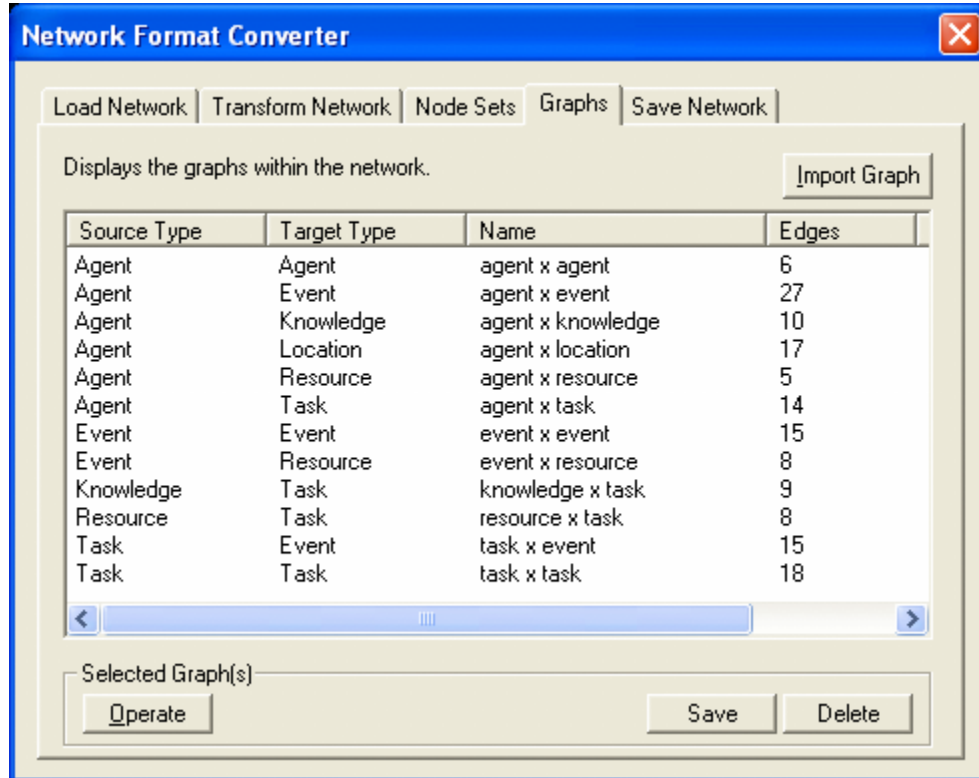 Network Format Converter
Load Network Transform Network Node Sets Graphs Save Network
Displays the graphs within the network.
Import Graph
Source Type Target Type Name Edges
Agent Agent agent x agent 6
Agent Event agent x event 27
Agent Knowledge agent x knowledge 10
Agent Location agent x location 17
Agent Resource agent x resource 5
Agent Task agent x task 14
Event Event event x event 15
Event Resource event x resource 8
Knowledge Task knowledge x task 9
Resource Task resource x task 8
Task Event task x event 15
Task Task task x task 18
Selected Graph(s)
Operate Save Delete